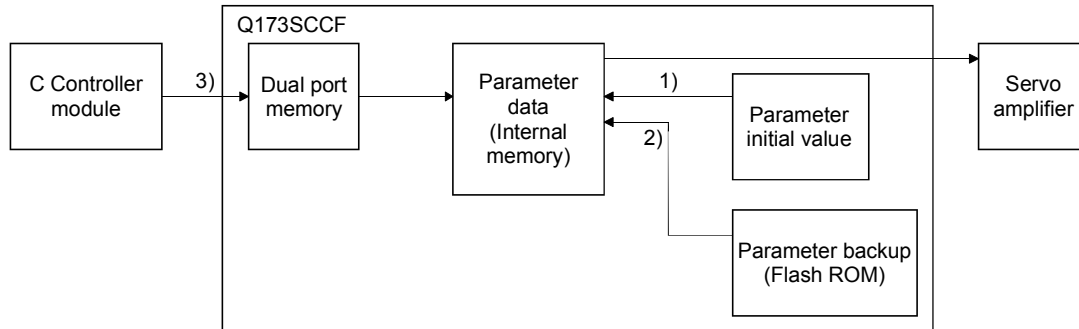 Q173SCCF
C Controller
module
3)
Dual port
memory
Parameter
data
(Internal
memory)
1)
2)
Parameter
initial value
Parameter backup
(Flash ROM)
Servo
amplifier